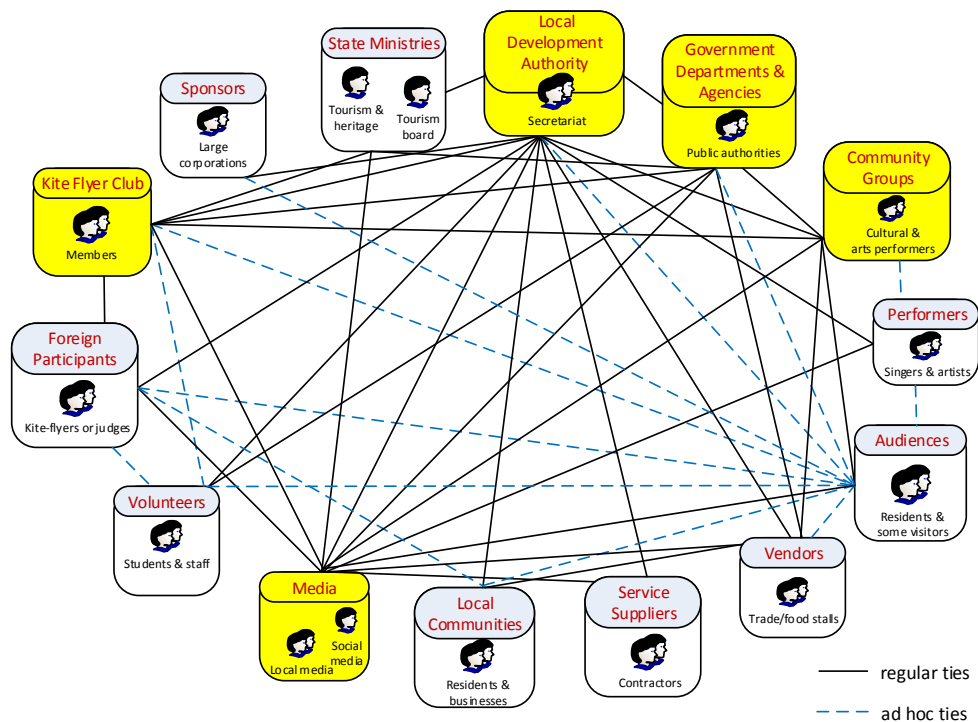 State Ministries
Tourism &
heritage
Tourism
board
Local
Development
Authority
Secretariat
Government
Departments &
Agencies
Public authorities
Sponsors
Large
corporations
Kite Flyer Club
Members
Community
Groups
Cultural &
arts performers
Foreign
Participants
Kite-flyers or judges
Performers
Singers & artists
Audiences
Residents &
some visitors
Volunteers
Students & staff
Media
Local media
Social
media
Local
Communities
Residents &
businesses
Service
Suppliers
Contractors
Vendors
Trade/food stalls
regular ties
ad hoc ties